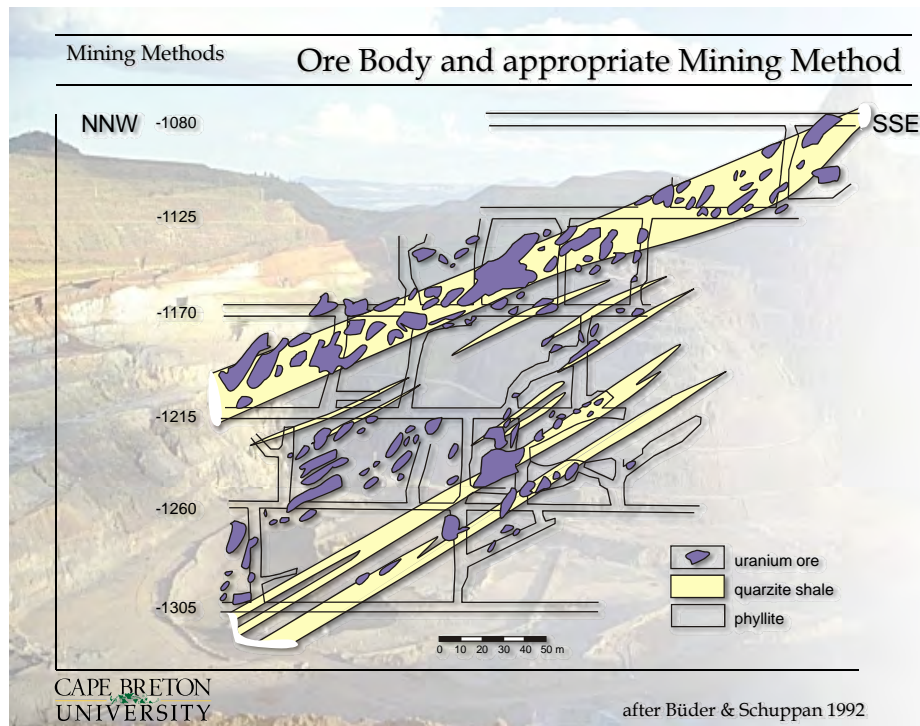 Mining Methods
Ore Body and appropriate Mining Method
NNW
-1080
SSE
-1125
-1170
-1215
-1260
-1305
uranium ore
quarzite shale
phyllite
0 10 20 30 40 50 m
CAPE BRETON
UNIVERSITY
after Büder & Schuppan 1992